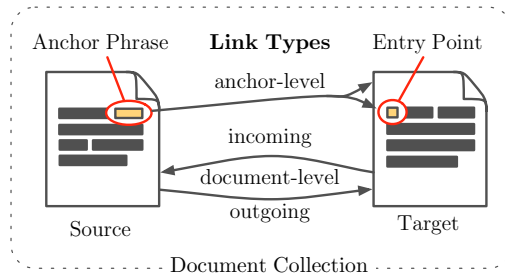 Anchor Phrase
Link Types
Entry Point
anchor-level
incoming
document-level
outgoing
Source
Target
Document Collection